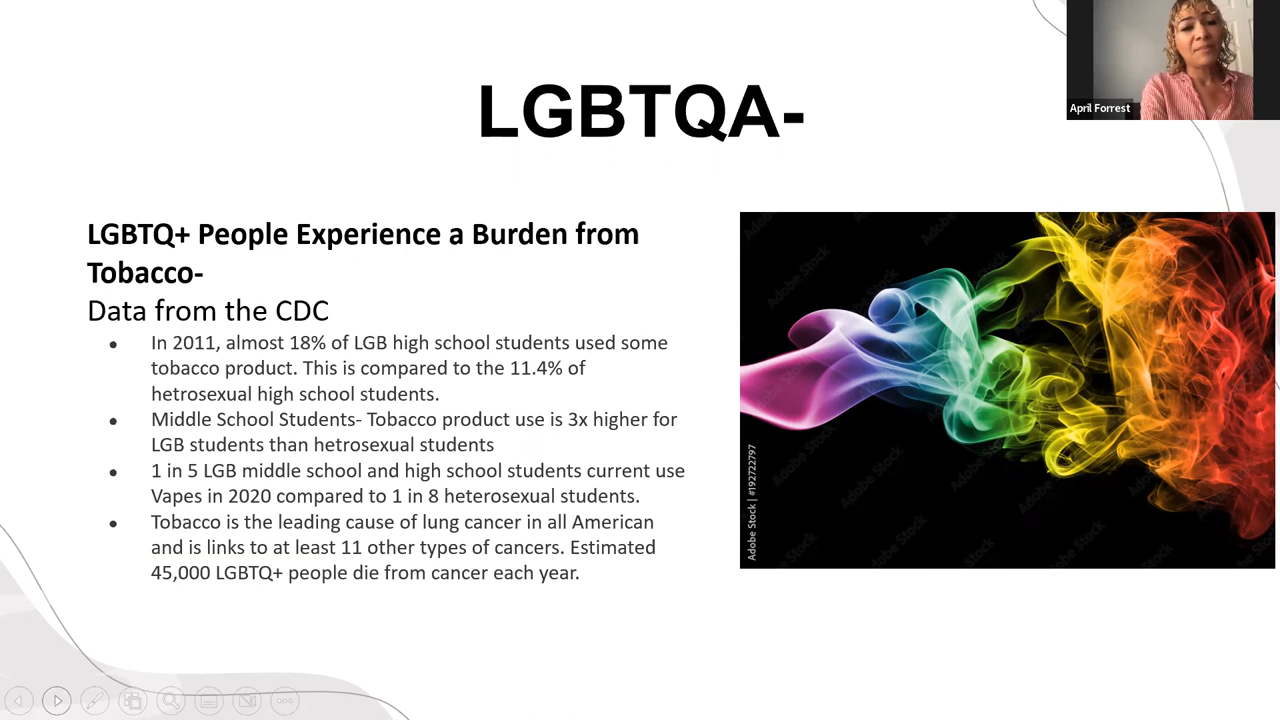 LGBTQA-
April Forrest
LGBTQ+ People Experience a Burden from
Tobacco-
Data from the CDC
● In 2011, almost 18% of LGB high school students used some
tobacco product. This is compared to the 11.4% of
hetrosexual high school students.
● Middle School Students- Tobacco product use is 3x higher for
LGB students than hetrosexual students
● 1 in 5 LGB middle school and high school students current use
Vapes in 2020 compared to 1 in 8 heterosexual students.
● Tobacco is the leading cause of lung cancer in all American
and is links to at least 11 other types of cancers. Estimated
45,000 LGBTQ+ people die from cancer each year.
Adobe Stock | #192722797
Adobe Stock